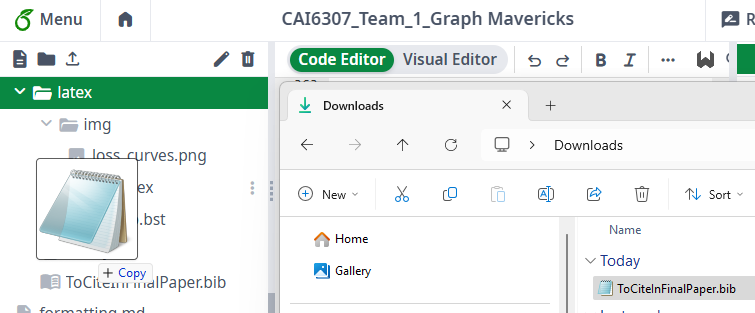 Menu
CAI6307_Team_1_Graph Mavericks
Code Editor
Visual Editor
B
I
latex
img
loss_curves.png
Downloads
Downloads
New
Sort
Name
Home
Gallery
Today
ToCiteInFinalPaper.bib
.bst
Copy
ToCiteInFinalPaper.bib
formatting.md